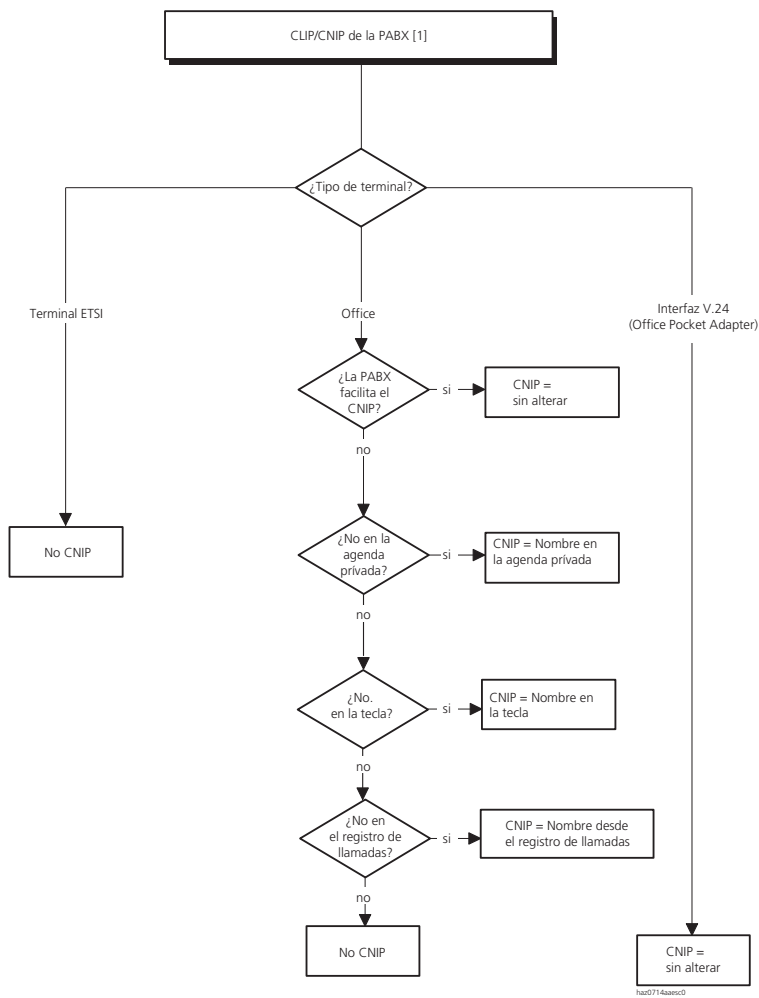 CLIP/CNIP de la PABX [1]
¿Tipo de terminal?
Terminal ETSI
Office
Interfaz V.24
(Office Pocket Adapter)
¿La PABX
facilita el
CNIP?
si
CNIP =
sin alterar
no
No CNIP
¿No en la
agenda
prívada?
si
CNIP = Nombre en
la agenda prívada
no
¿No.
en la tecla?
si
CNIP = Nombre en
la tecla
no
¿No en
el registro de
llamadas?
si
CNIP = Nombre desde
el registro de llamadas
no
No CNIP
CNIP =
sin alterar
haz0714aaesc0